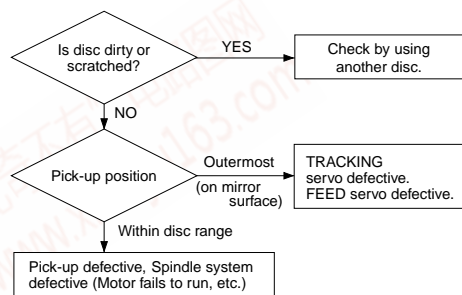 Is disc dirty or
scratched?
YES
Check by using
another disc.
NO
Pick-up position
Outermost
(on mirror
surface)
TRACKING
servo defective.
FEED servo defective.
Within disc range
Pick-up defective, Spindle system
defective (Motor fails to run, etc.)